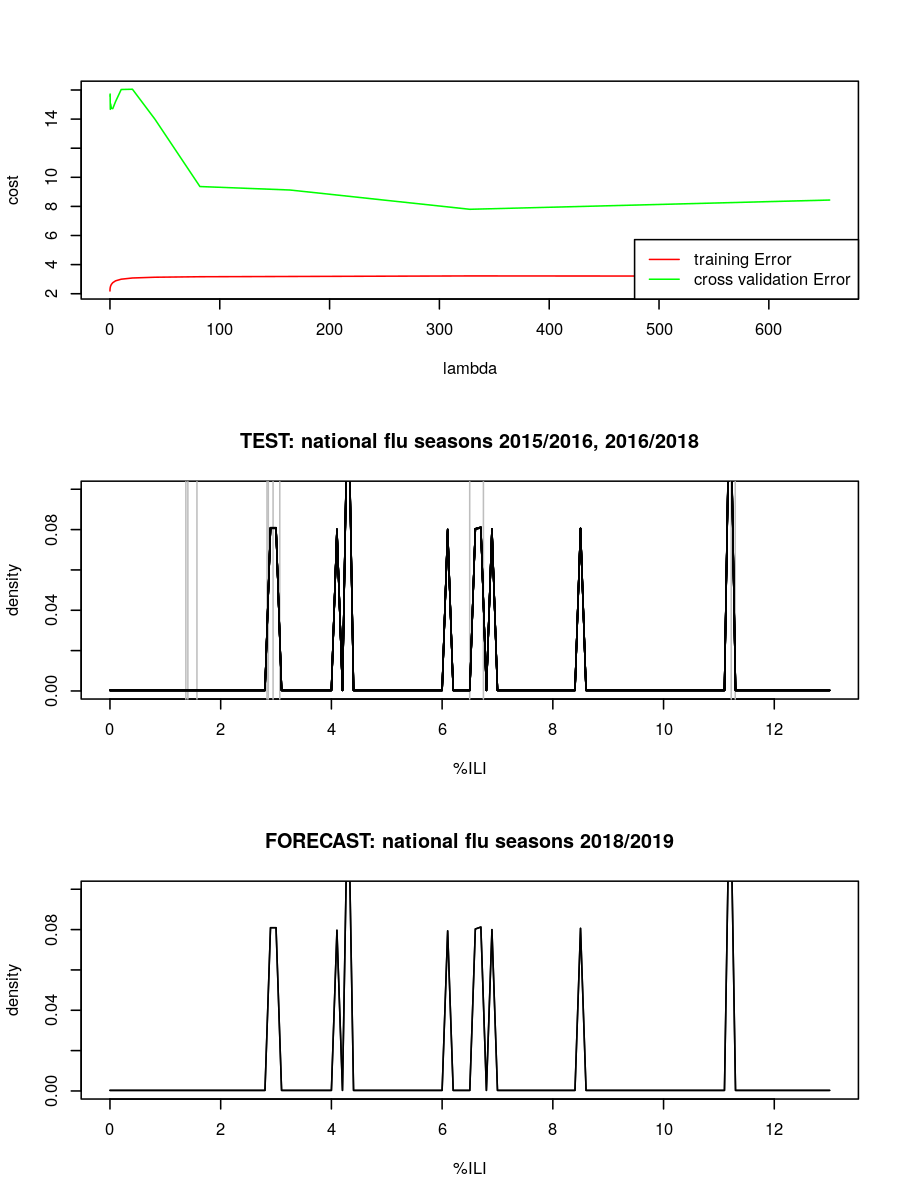 cost
14
10
8
6
4
2
training Error
cross validation Error
0 100 200 300 400 500 600
lambda
TEST: national flu seasons 2015/2016, 2016/2018
density
0.08
0.04
0.00
0 2 4 6 8 10 12
%ILI
FORECAST: national flu seasons 2018/2019
density
0.08
0.04
0.00
0 2 4 6 8 10 12
%ILI